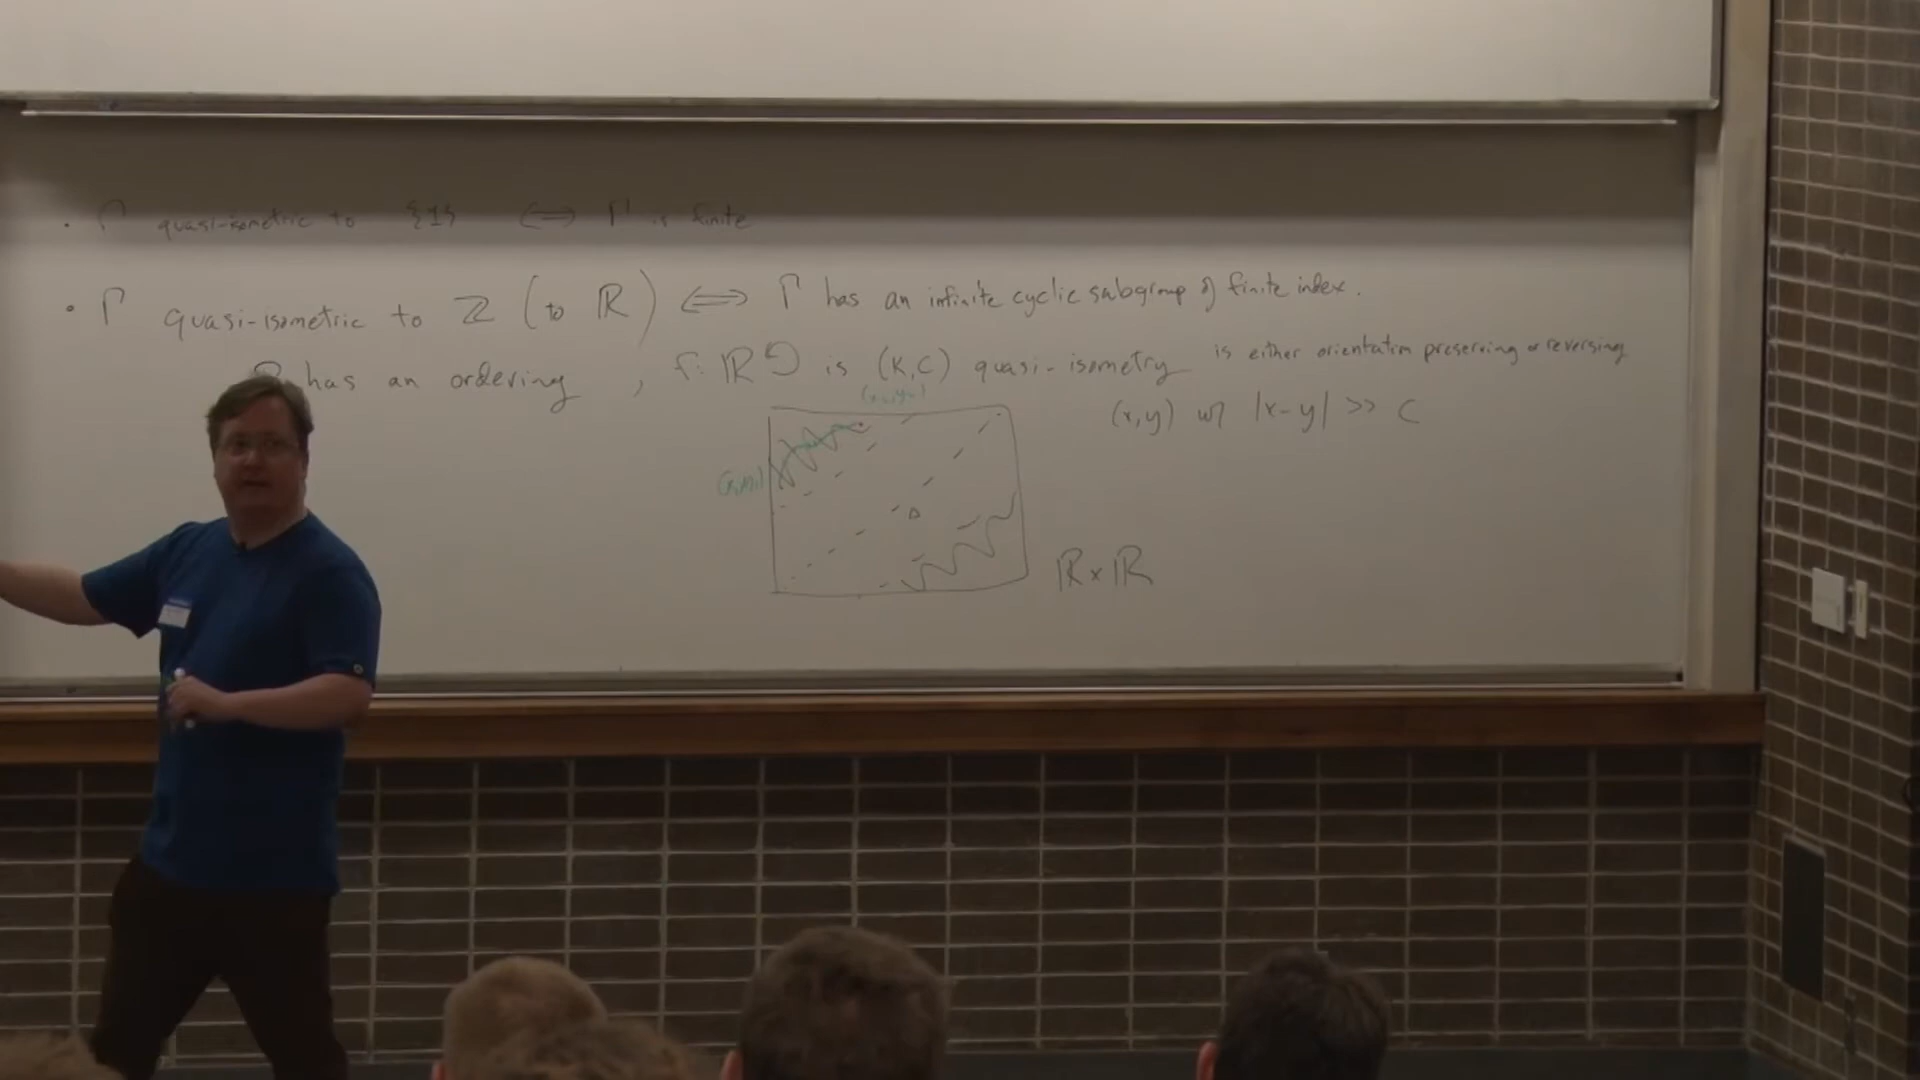 · Γ quasi-isometric to {1} ⟺ Γ is finite
· Γ quasi-isometric to ℤ (to ℝ) ⟺ Γ has an infinite cyclic subgroup of finite index.
has an ordering, f: ℝ↺ is (K,C) quasi-isometry is either orientation preserving or reversing
(x,y) w/ |x-y| >> C
Δ
ℝ×ℝ